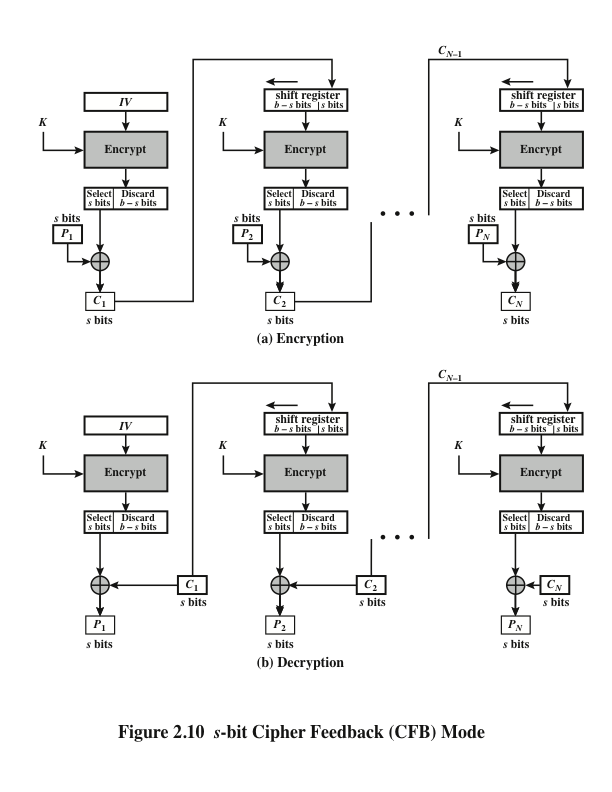 C_{N–1}
IV
shift register
b – s bits | s bits
shift register
b – s bits | s bits
K
K
K
Encrypt
Encrypt
Encrypt
Select s bits
Discard b – s bits
Select s bits
Discard b – s bits
Select s bits
Discard b – s bits
s bits
s bits
s bits
P_1
P_2
P_N
• • •
C_1
C_2
C_N
s bits
s bits
s bits
(a) Encryption
C_{N–1}
IV
shift register
b – s bits | s bits
shift register
b – s bits | s bits
K
K
K
Encrypt
Encrypt
Encrypt
Select s bits
Discard b – s bits
Select s bits
Discard b – s bits
Select s bits
Discard b – s bits
• • •
C_1
C_2
C_N
s bits
s bits
s bits
P_1
P_2
P_N
s bits
s bits
s bits
(b) Decryption
Figure 2.10 s-bit Cipher Feedback (CFB) Mode